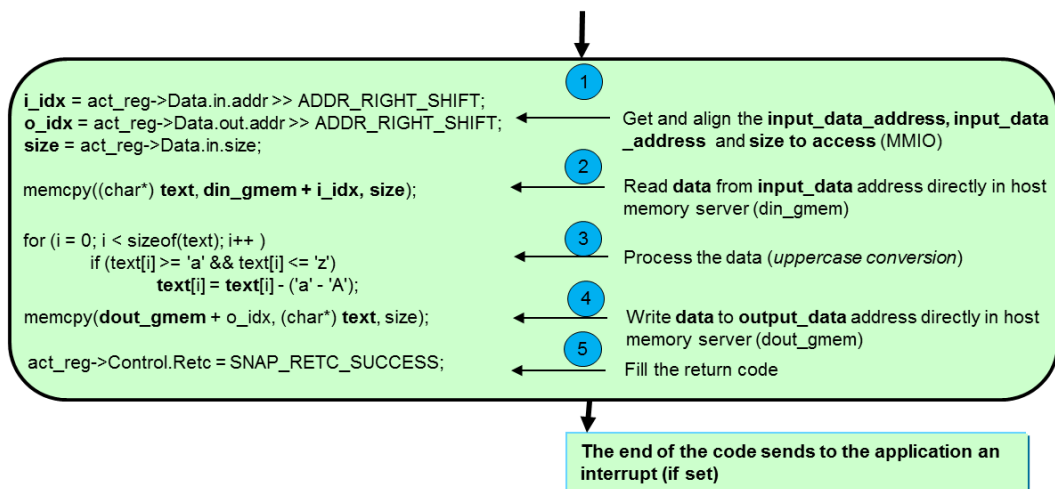 1
i_idx = act_reg->Data.in.addr >> ADDR_RIGHT_SHIFT;
o_idx = act_reg->Data.out.addr >> ADDR_RIGHT_SHIFT;
size = act_reg->Data.in.size;
Get and align the input_data_address, input_data
_address and size to access (MMIO)
2
memcpy((char*) text, din_gmem + i_idx, size);
Read data from input_data address directly in host
memory server (din_gmem)
3
for (i = 0; i < sizeof(text); i++ )
if (text[i] >= 'a' && text[i] <= 'z')
text[i] = text[i] - ('a' - 'A');
Process the data (uppercase conversion)
4
memcpy(dout_gmem + o_idx, (char*) text, size);
Write data to output_data address directly in host
memory server (dout_gmem)
5
act_reg->Control.Retc = SNAP_RETC_SUCCESS;
Fill the return code
The end of the code sends to the application an
interrupt (if set)